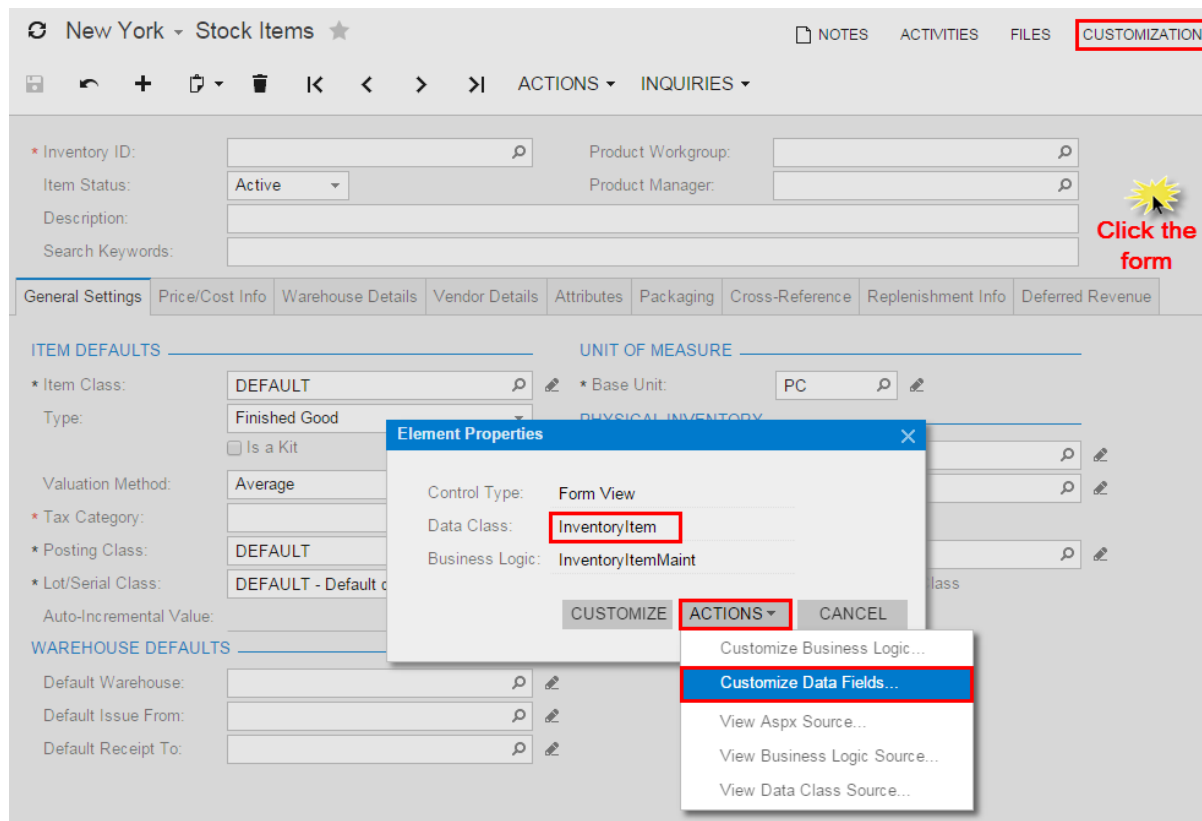 New York - Stock Items NOTES ACTIVITIES FILES CUSTOMIZATION
ACTIONS INQUIRIES
* Inventory ID: Product Workgroup:
Item Status: Active Product Manager:
Description:
Search Keywords:
Click the
form
General Settings Price/Cost Info Warehouse Details Vendor Details Attributes Packaging Cross-Reference Replenishment Info Deferred Revenue
ITEM DEFAULTS UNIT OF MEASURE
* Item Class: DEFAULT * Base Unit: PC
Type: Finished Good PHYSICAL INVENTORY
Is a Kit
Valuation Method: Average
* Tax Category:
* Posting Class: DEFAULT
* Lot/Serial Class: DEFAULT - Default
Auto-Incremental Value:
WAREHOUSE DEFAULTS
Default Warehouse:
Default Issue From:
Default Receipt To:
Element Properties
Control Type: Form View
Data Class: InventoryItem
Business Logic: InventoryItemMaint
CUSTOMIZE ACTIONS CANCEL
Customize Business Logic...
Customize Data Fields...
View Aspx Source...
View Business Logic Source...
View Data Class Source...